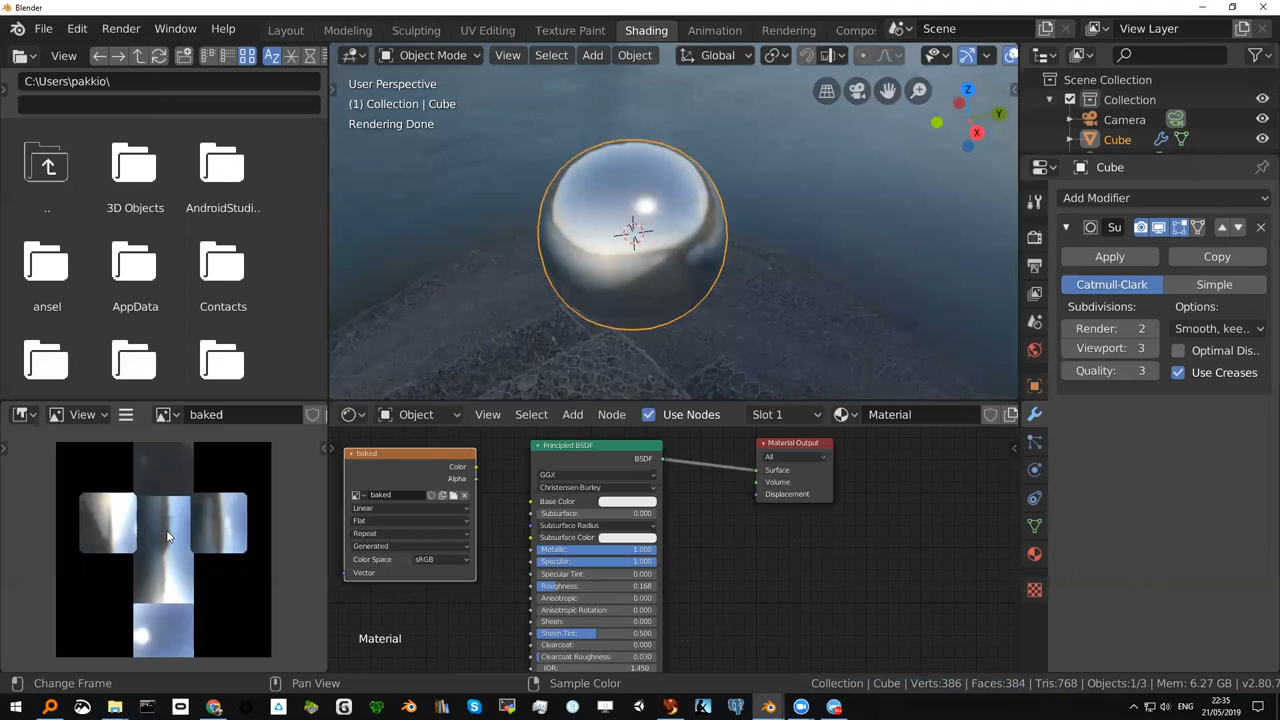 Blender
File Edit Render Window Help Layout Modeling Sculpting UV Editing Texture Paint Shading Animation Rendering Compos Scene View Layer
View
Object Mode View Select Add Object Global
C:\Users\pakkio\
User Perspective
(1) Collection | Cube
Rendering Done
Z
Y
X
Scene Collection
Collection
Camera
Cube
Cube
Add Modifier
Su
Apply Copy
Catmull-Clark Simple
Subdivisions: Options:
Render: 2 Smooth, kee..
Viewport: 3 Optimal Dis..
Quality: 3 Use Creases
.. 3D Objects AndroidStudi..
ansel AppData Contacts
View baked
Object View Select Add Node Use Nodes Slot 1 Material
baked
Color
Alpha
baked
Linear
Flat
Repeat
Generated
Color Space sRGB
Vector
Principled BSDF
BSDF
GGX
Christensen-Burley
Base Color
Subsurface: 0.000
Subsurface Radius
Subsurface Color
Metallic: 1.000
Specular: 1.000
Specular Tint: 0.000
Roughness: 0.168
Anisotropic: 0.000
Anisotropic Rotation: 0.000
Sheen: 0.000
Sheen Tint: 0.500
Clearcoat: 0.000
Clearcoat Roughness: 0.030
IOR: 1.450
Material Output
All
Surface
Volume
Displacement
Material
Change Frame Pan View Sample Color Collection | Cube | Verts:386 | Faces:384 | Tris:768 | Objects:1/3 | Mem: 6.27 GiB | v2.80.7
22:35
21/05/2019